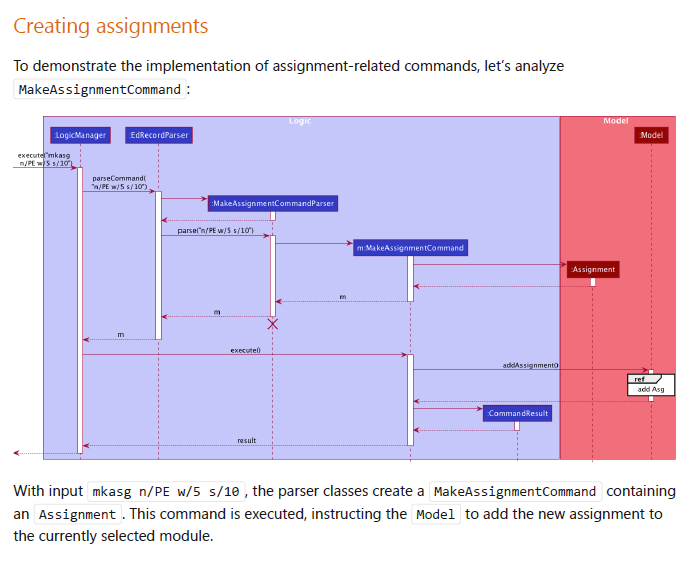 Creating assignments
To demonstrate the implementation of assignment-related commands, let's analyze
MakeAssignmentCommand :
Logic
Model
:LogicManager
:EdRecordParser
:Model
execute("mkasg
n/PE w/5 s/10")
parseCommand(
"n/PE w/5 s/10")
:MakeAssignmentCommandParser
parse("n/PE w/5 s/10")
m:MakeAssignmentCommand
:Assignment
m
m
m
execute()
addAssignment()
ref
add Asg
:CommandResult
result
With input mkasg n/PE w/5 s/10 , the parser classes create a MakeAssignmentCommand containing
an Assignment . This command is executed, instructing the Model to add the new assignment to
the currently selected module.